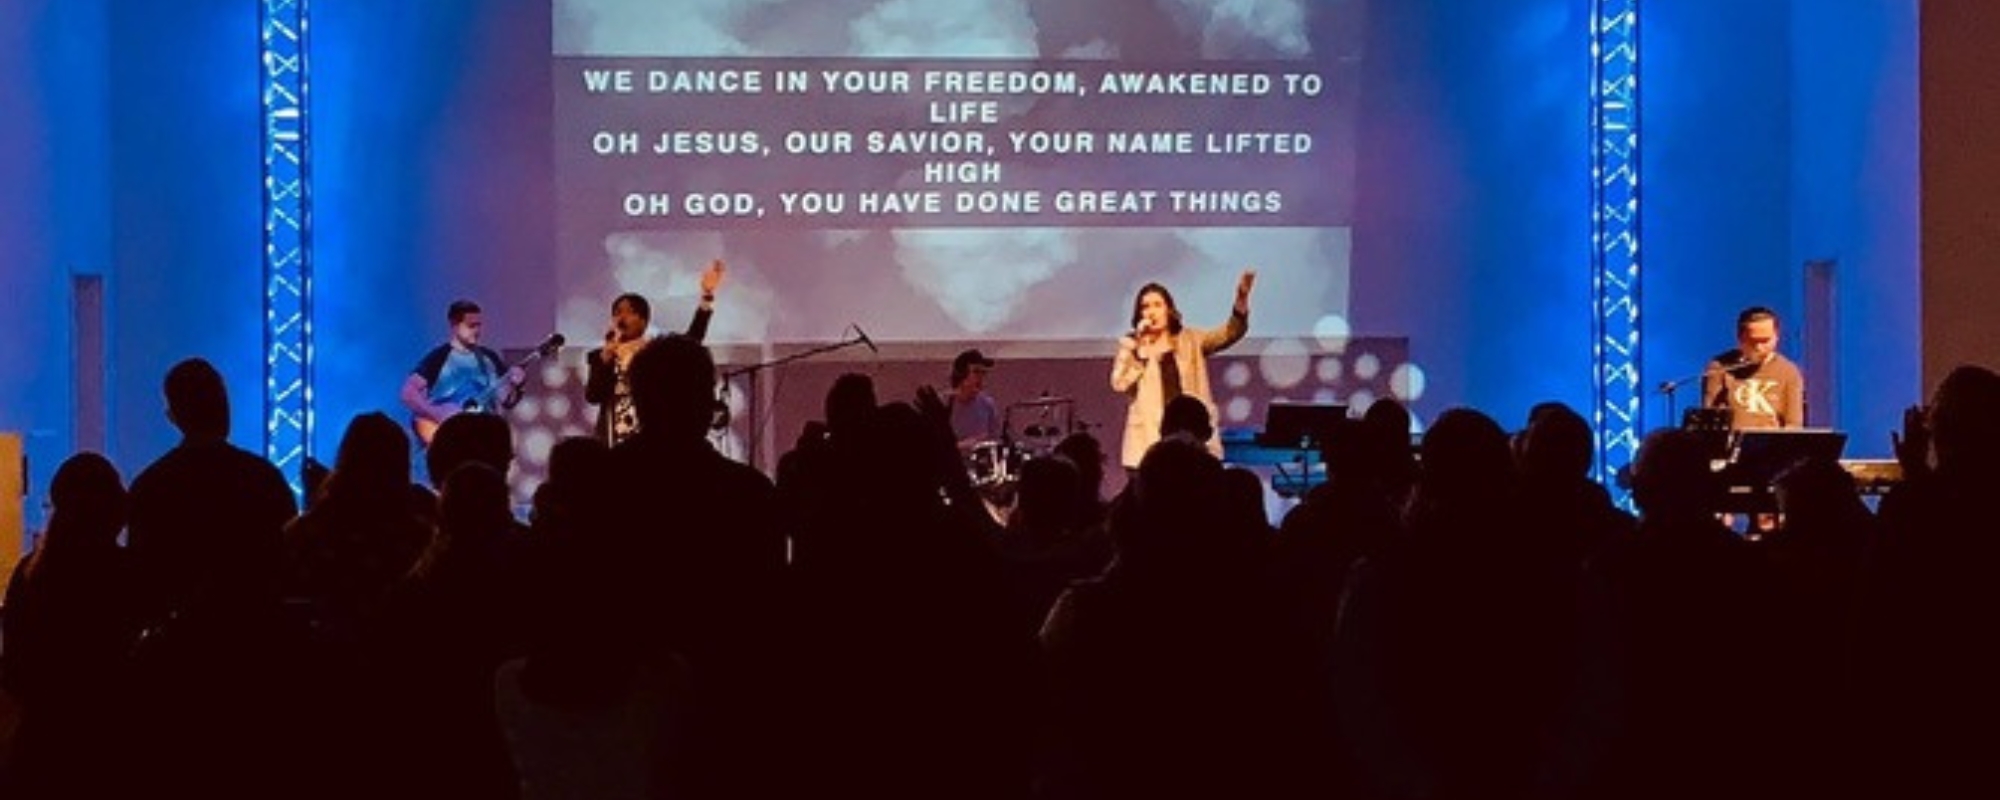 WE DANCE IN YOUR FREEDOM, AWAKENED TO
LIFE
OH JESUS, OUR SAVIOR, YOUR NAME LIFTED
HIGH
OH GOD, YOU HAVE DONE GREAT THINGS
CK